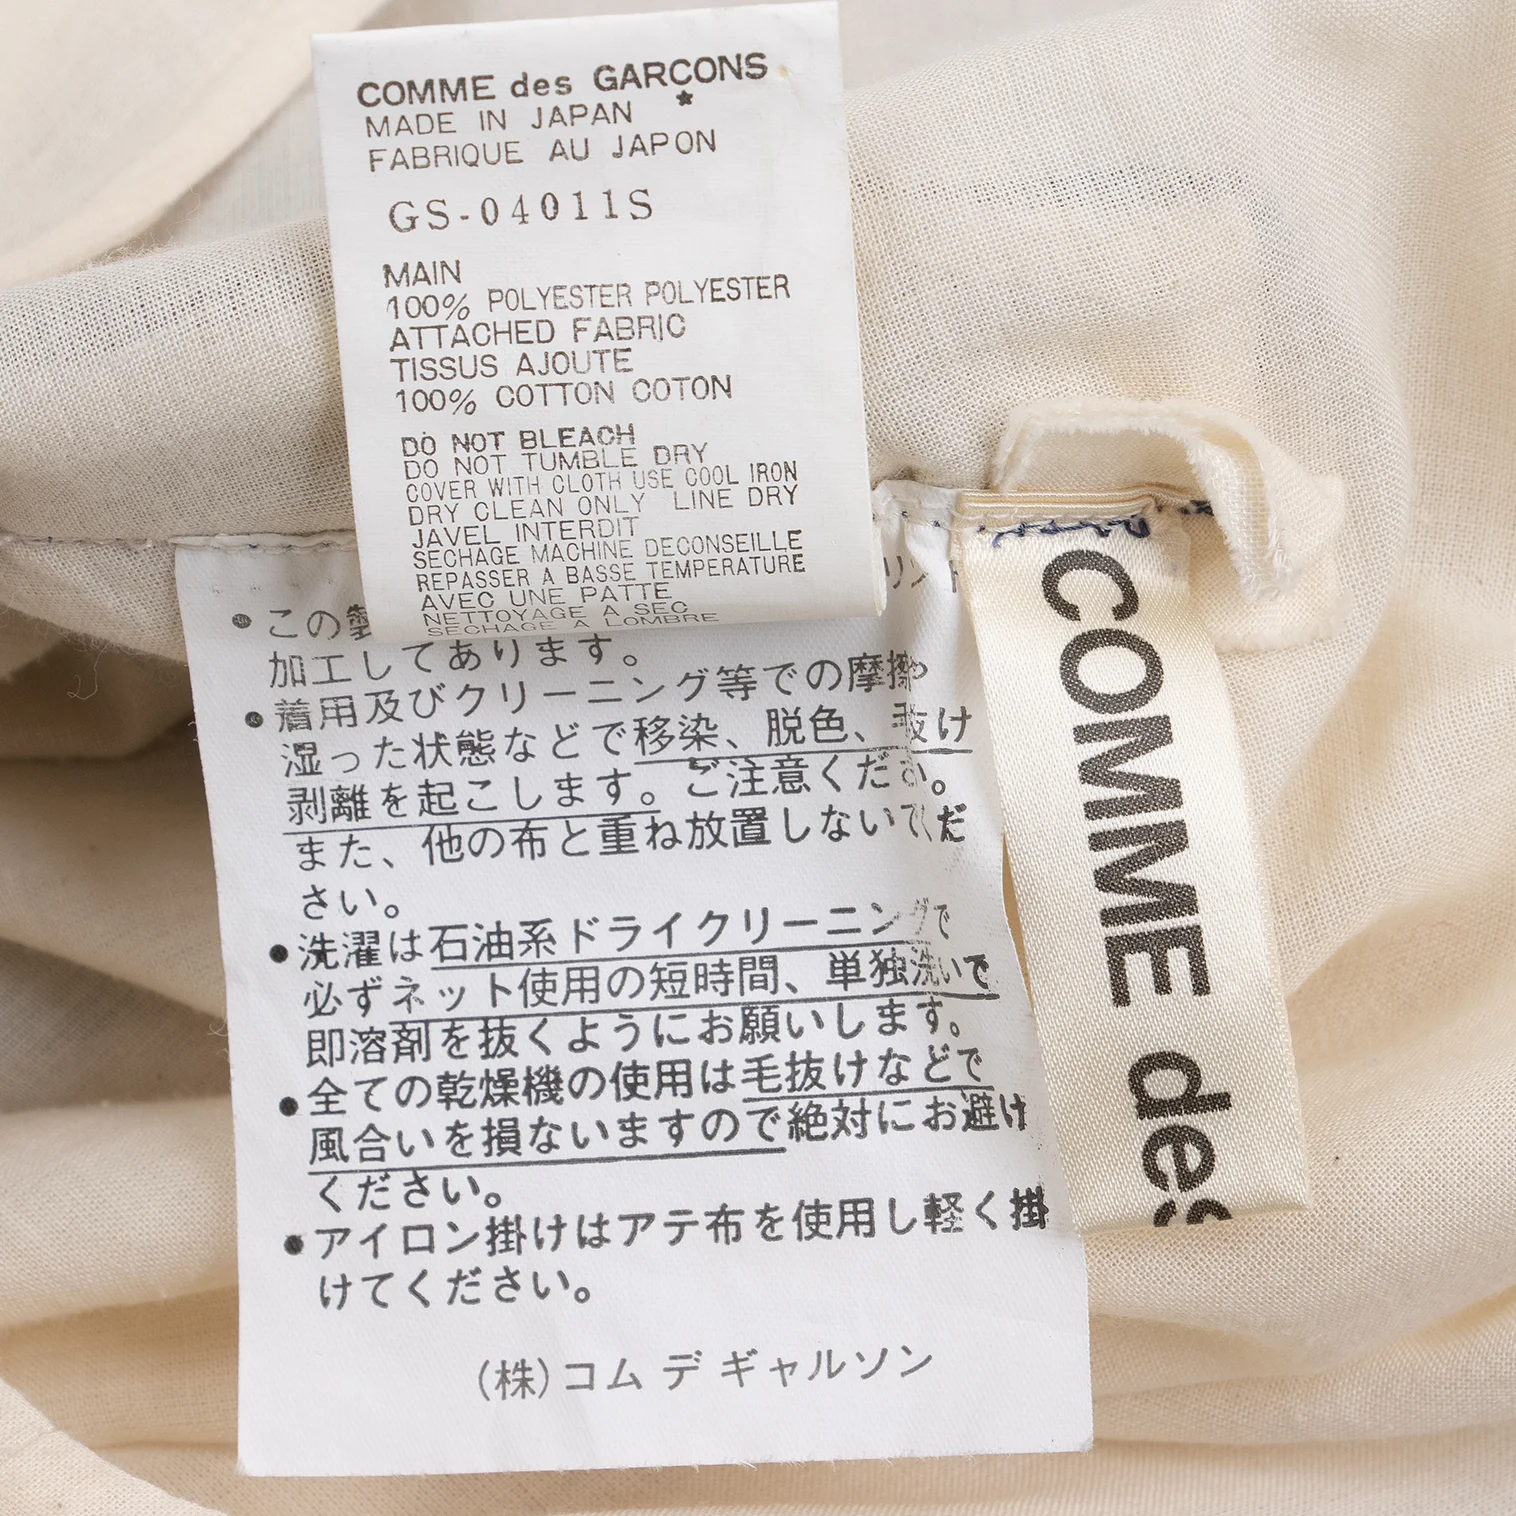 COMME des GARCONS
★
MADE IN JAPAN
FABRIQUE AU JAPON
GS-04011S
MAIN
100% POLYESTER POLYESTER
ATTACHED FABRIC
TISSUS AJOUTE
100% COTTON COTON
DO NOT BLEACH
DO NOT TUMBLE DRY
COVER WITH CLOTH USE COOL IRON
DRY CLEAN ONLY LINE DRY
JAVEL INTERDIT
SECHAGE MACHINE DECONSEILLE
REPASSER A BASSE TEMPERATURE
AVEC UNE PATTE
NETTOYAGE A SEC
SECHAGE A LOMBRE
●この製
加工してあります。
●着用及びクリーニング等での摩擦や
湿った状態などで移染、脱色、毛抜け
剥離を起こします。ご注意くださ。
また、他の布と重ね放置しないでくだ
さい。
●洗濯は石油系ドライクリーニングで
必ずネット使用の短時間、単独洗いで
即溶剤を抜くようにお願いします。
●全ての乾燥機の使用は毛抜けなどで
風合いを損ないますので絶対にお避け
ください。
●アイロン掛けはアテ布を使用し軽く掛
けてください。
(株)コム デ ギャルソン
COMME des